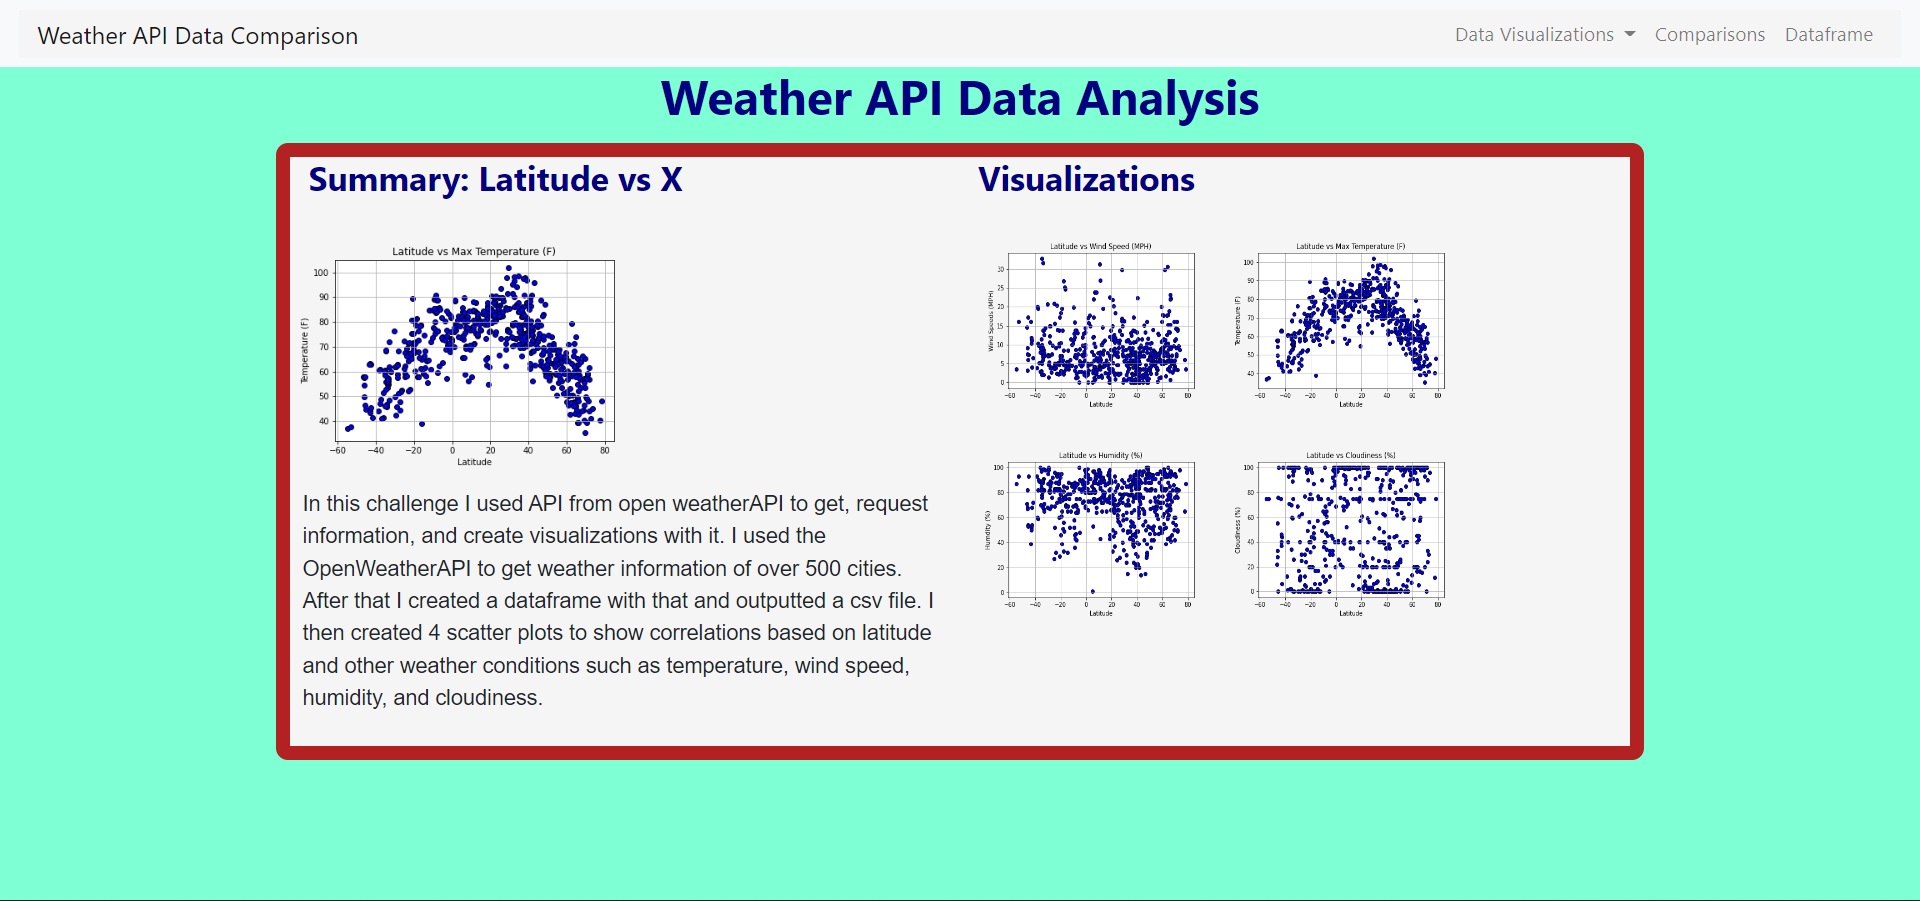 Weather API Data Comparison
Data Visualizations Comparisons Dataframe
Weather API Data Analysis
Summary: Latitude vs X
Latitude vs Max Temperature (F)
Temperature (F)
100
90
80
70
60
50
40
−60 −40 −20 0 20 40 60 80
Latitude
In this challenge I used API from open weatherAPI to get, request
information, and create visualizations with it. I used the
OpenWeatherAPI to get weather information of over 500 cities.
After that I created a dataframe with that and outputted a csv file. I
then created 4 scatter plots to show correlations based on latitude
and other weather conditions such as temperature, wind speed,
humidity, and cloudiness.
Visualizations
Latitude vs Wind Speed (MPH)
Wind Speeds (MPH)
30
25
20
15
10
5
0
−60 −40 −20 0 20 40 60 80
Latitude
Latitude vs Max Temperature (F)
Temperature (F)
100
90
80
70
60
50
40
−60 −40 −20 0 20 40 60 80
Latitude
Latitude vs Humidity (%)
Humidity (%)
100
80
60
40
20
0
−60 −40 −20 0 20 40 60 80
Latitude
Latitude vs Cloudiness (%)
Cloudiness (%)
100
80
60
40
20
0
−60 −40 −20 0 20 40 60 80
Latitude